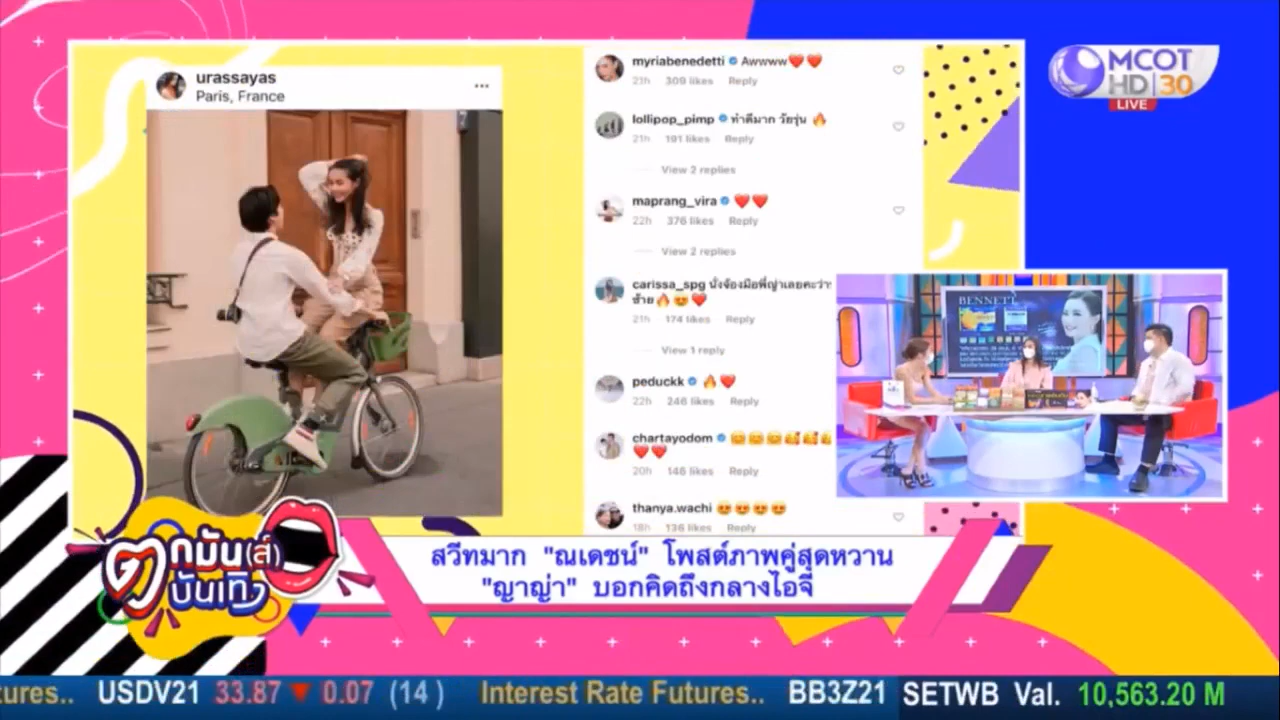 urassayas
Paris, France
myriabenedetti Awwww❤️❤️
21h 309 likes Reply
lollipop_pimp ทำดีมาก วัยรุ่น 🔥
21h 191 likes Reply
View 2 replies
maprang_vira ❤️❤️
22h 376 likes Reply
View 2 replies
carissa_spg นั่งจ้องมือพี่ญ่าเลยคะว่า
ซ้าย🔥😍❤️
21h 174 likes Reply
View 1 reply
peduckk 🔥❤️
22h 246 likes Reply
chartayodom 😊😊😊🥰🥰
❤️❤️
20h 146 likes Reply
thanya.wachi 😍😍😍😍
18h 136 likes Reply
MCOT
HD 30
LIVE
BENNETT
ตกมัน(ส์)
บันเทิง
สวีทมาก "ณเดชน์" โพสต์ภาพคู่สุดหวาน
"ญาญ่า" บอกคิดถึงกลางไอจี
tures.. USDV21 33.87 ▼ 0.07 (14) Interest Rate Futures.. BB3Z21 SETWB Val. 10,563.20 M